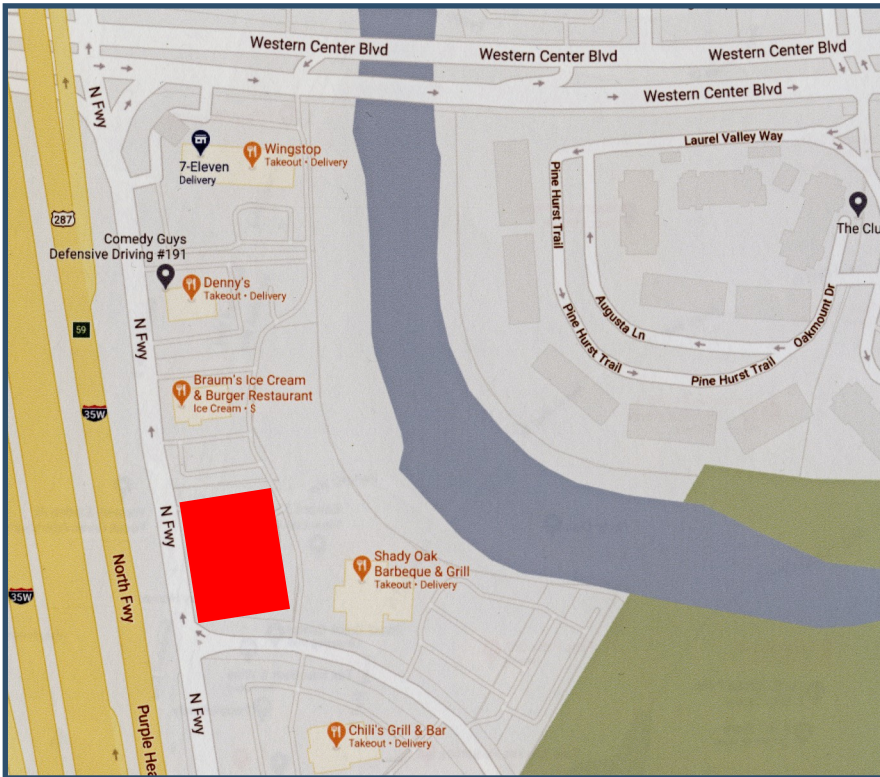 Western Center Blvd
Western Center Blvd
Western Center Blvd
Western Center Blvd
N Fwy
7-Eleven
Delivery
Wingstop
Takeout • Delivery
Laurel Valley Way
Pine Hurst Trail
287
Comedy Guys
Defensive Driving #191
The Clu
Denny's
Takeout • Delivery
59
N Fwy
Augusta Ln
Pine Hurst Trail
Oakmount Dr
Pine Hurst Trail
Braum's Ice Cream
& Burger Restaurant
Ice Cream • $
35W
N Fwy
Shady Oak
Barbeque & Grill
Takeout • Delivery
North Fwy
35W
N Fwy
Purple Hea
Chili's Grill & Bar
Takeout • Delivery